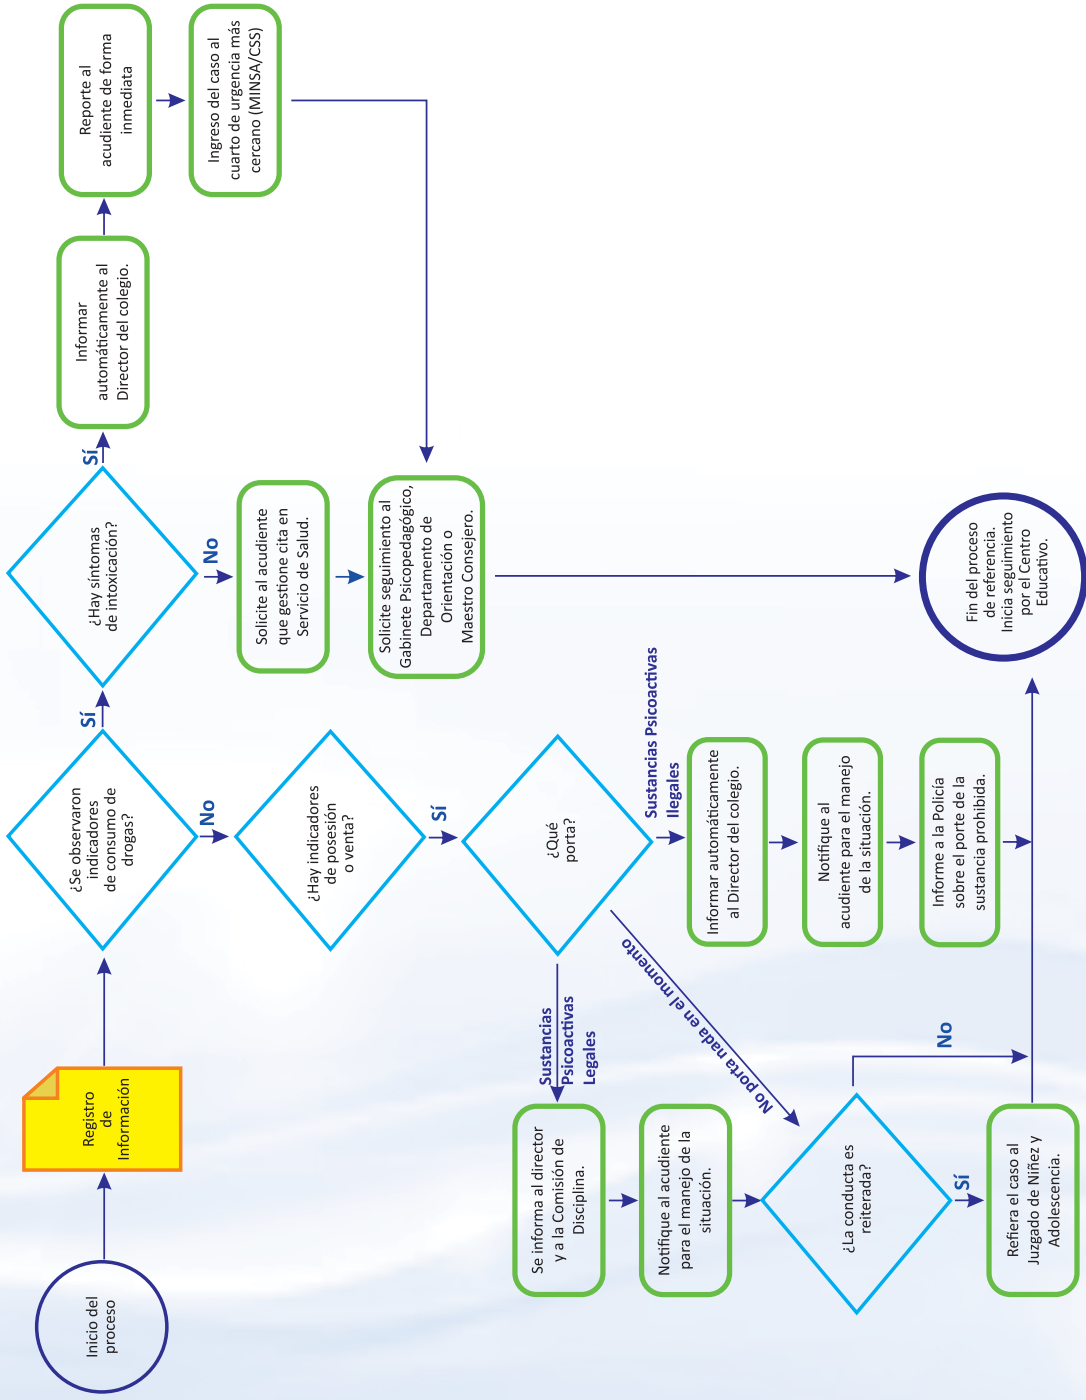 Inicio del
proceso
Registro
de
Información
¿Se observaron
indicadores
de consumo de
drogas?
Sí
¿Hay síntomas
de intoxicación?
Sí
Informar
automáticamente al
Director del colegio.
Reporte al
acudiente de forma
inmediata
Ingreso del caso al
cuarto de urgencia más
cercano (MINSA/CSS)
No
Solicite al acudiente
que gestione cita en
Servicio de Salud.
Solicite seguimiento al
Gabinete Psicopedagógico,
Departamento de
Orientación o
Maestro Consejero.
No
¿Hay indicadores
de posesión
o venta?
Sí
¿Qué
porta?
Sustancias Psicoactivas
Ilegales
Informar automáticamente
al Director del colegio.
Notifique al
acudiente para el manejo
de la situación.
Informe a la Policía
sobre el porte de la
sustancia prohibida.
Sustancias
Psicoactivas
Legales
Se informa al director
y a la Comisión de
Disciplina.
Notifique al acudiente
para el manejo de la
situación.
No porta nada en el momento
¿La conducta es
reiterada?
No
Sí
Refiera el caso al
Juzgado de Niñez y
Adolescencia.
Fin del proceso
de referencia.
Inicia seguimiento
por el Centro
Educativo.